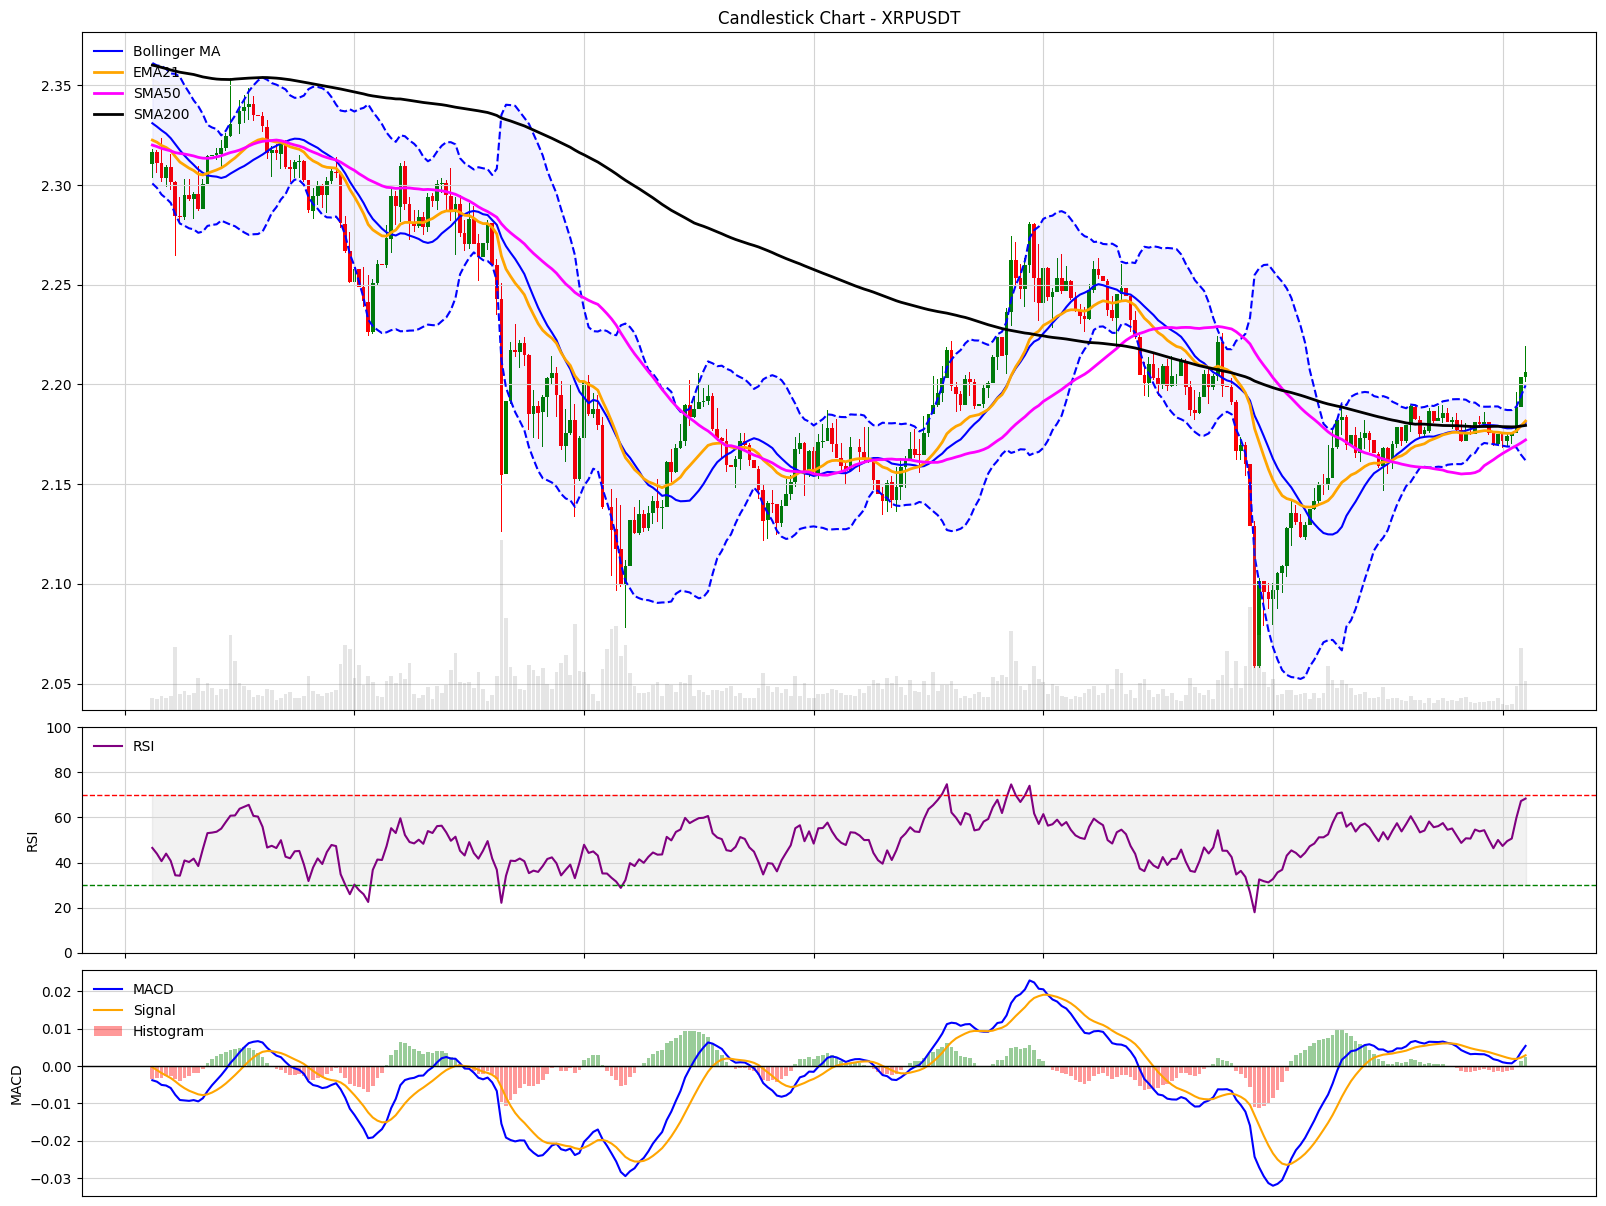 Candlestick Chart - XRPUSDT
Bollinger MA
EMA21
SMA50
SMA200
2.35
2.30
2.25
2.20
2.15
2.10
2.05
RSI
100
80
60
40
20
0
RSI
MACD
Signal
Histogram
0.02
0.01
0.00
−0.01
−0.02
−0.03
MACD